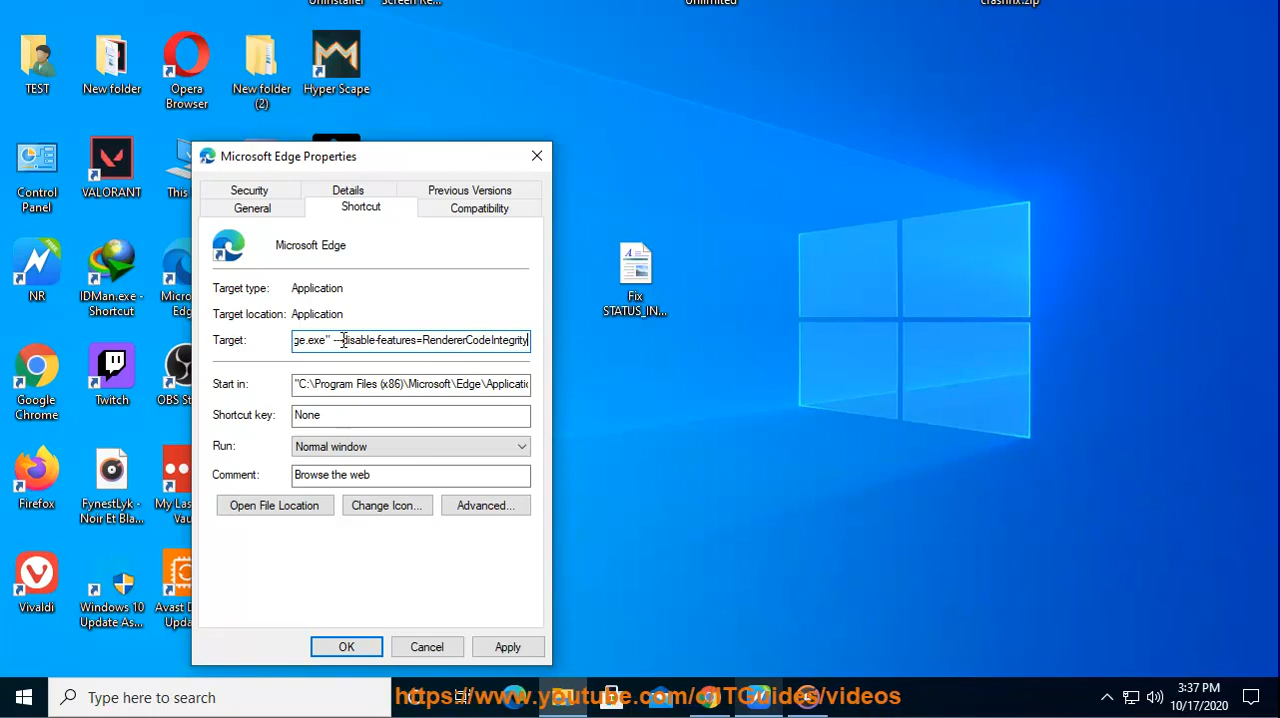 Uninstaller
Screen Re...
Unlimited
crashfix.zip
TEST
New folder
Opera
Browser
New folder
(2)
Hyper Scape
Control
Panel
VALORANT
This
NR
IDMan.exe -
Shortcut
Micro
Edg
Google
Chrome
Twitch
OBS St
Firefox
FynestLyk -
Noir Et Bla...
My Las
Vau
Vivaldi
Windows 10
Update As...
Avast D
Upda
Fix
STATUS_IN...
Microsoft Edge Properties
Security
Details
Previous Versions
General
Shortcut
Compatibility
Microsoft Edge
Target type: Application
Target location: Application
Target: ge.exe" --disable-features=RendererCodeIntegrity
Start in: "C:\Program Files (x86)\Microsoft\Edge\Applicatio
Shortcut key: None
Run: Normal window
Comment: Browse the web
Open File Location
Change Icon...
Advanced...
OK
Cancel
Apply
Type here to search
https://www.youtube.com/c/ITGuides/videos
3:37 PM
10/17/2020